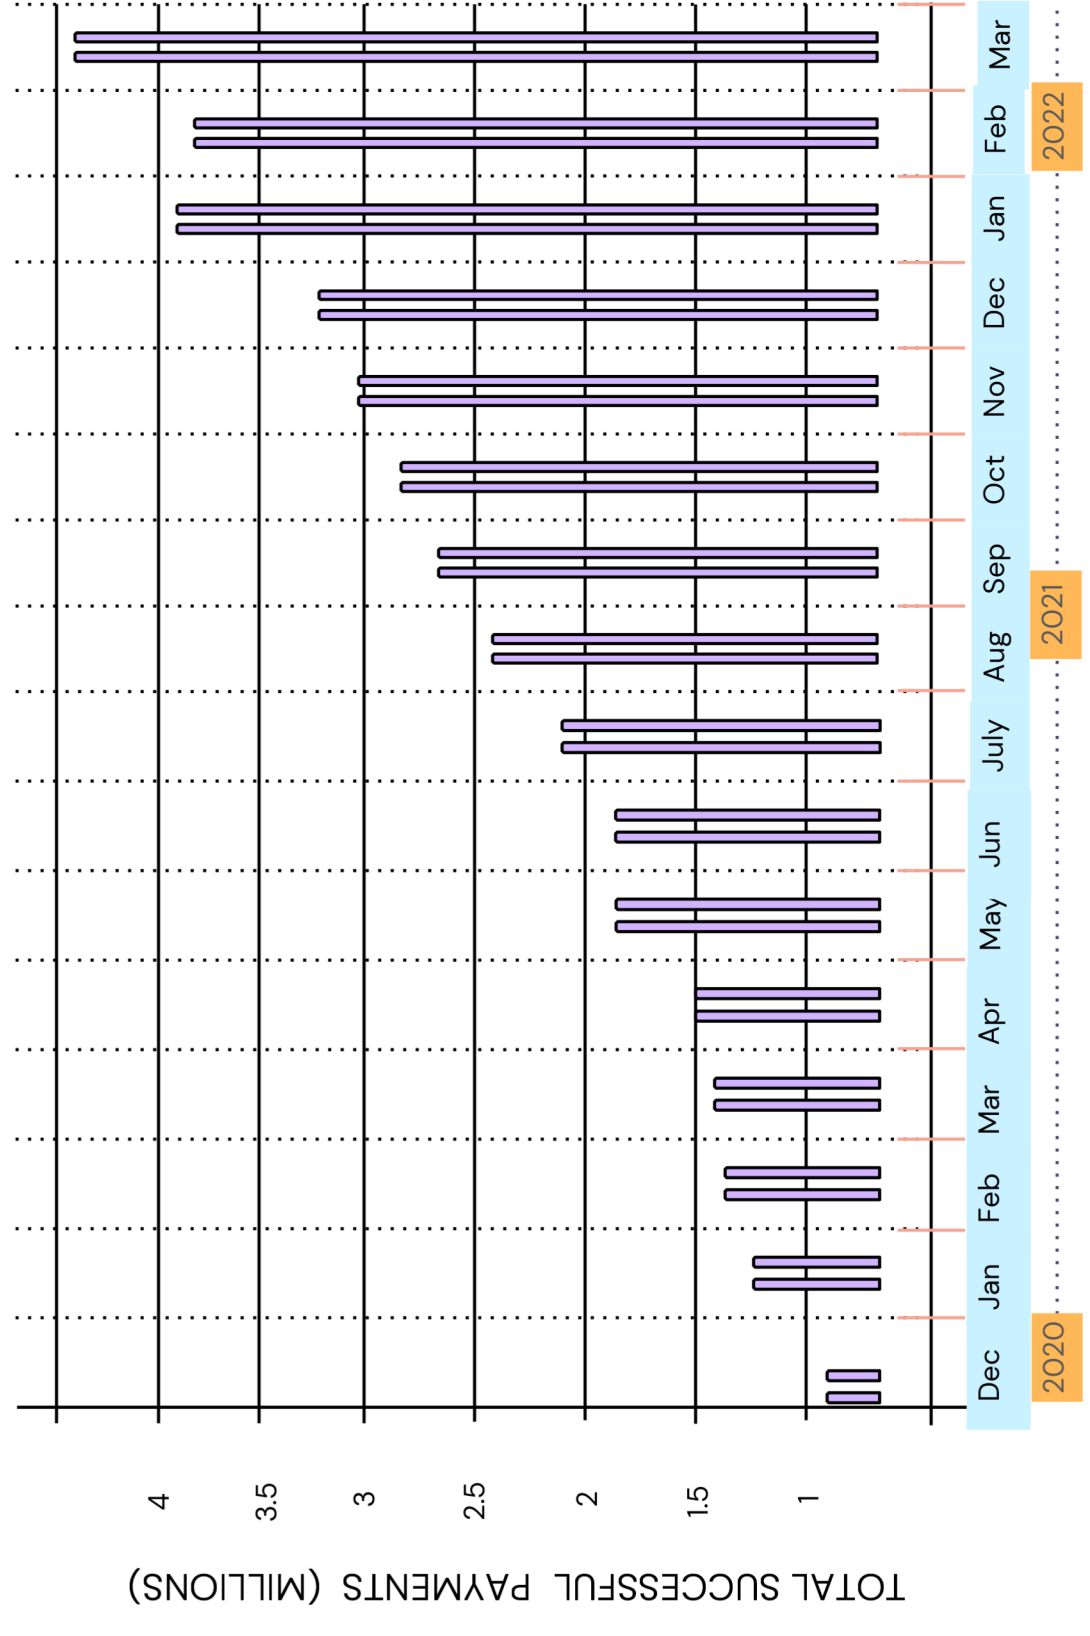 TOTAL SUCCESSFUL PAYMENTS (MILLIONS)
4
3.5
3
2.5
2
1.5
1
Dec Jan Feb Mar Apr May Jun July Aug Sep Oct Nov Dec Jan Feb Mar
2020 2021 2022